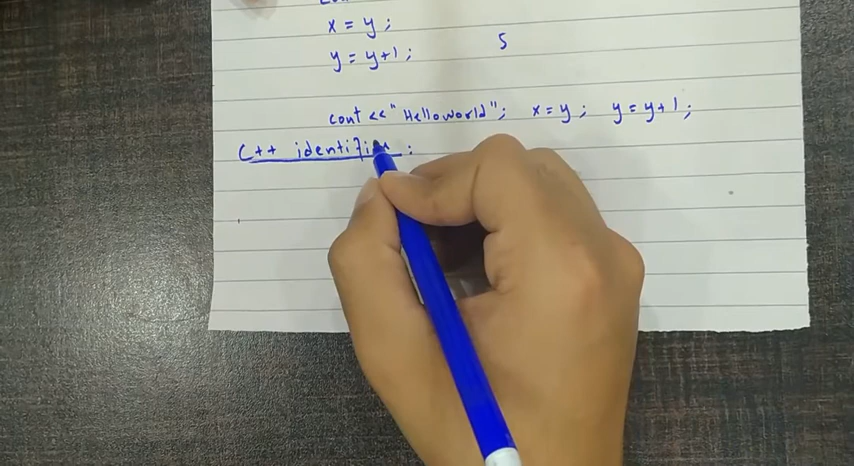 x = y ;
y = y+1 ;
5
cout << "Helloworld"; x = y ; y = y+1 ;
C++ identifi :